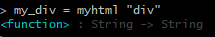 > my_div = myhtml "div"
<function> : String -> String